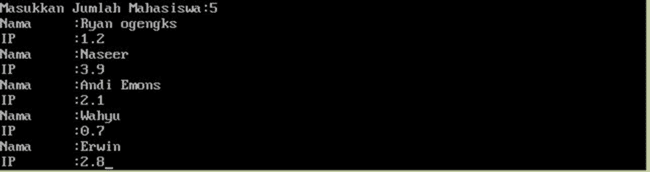 Masukkan Jumlah Mahasiswa:5
Nama :Ryan ogengks
IP :1.2
Nama :Naseer
IP :3.9
Nama :Andi Emons
IP :2.1
Nama :Wahyu
IP :0.7
Nama :Erwin
IP :2.8_